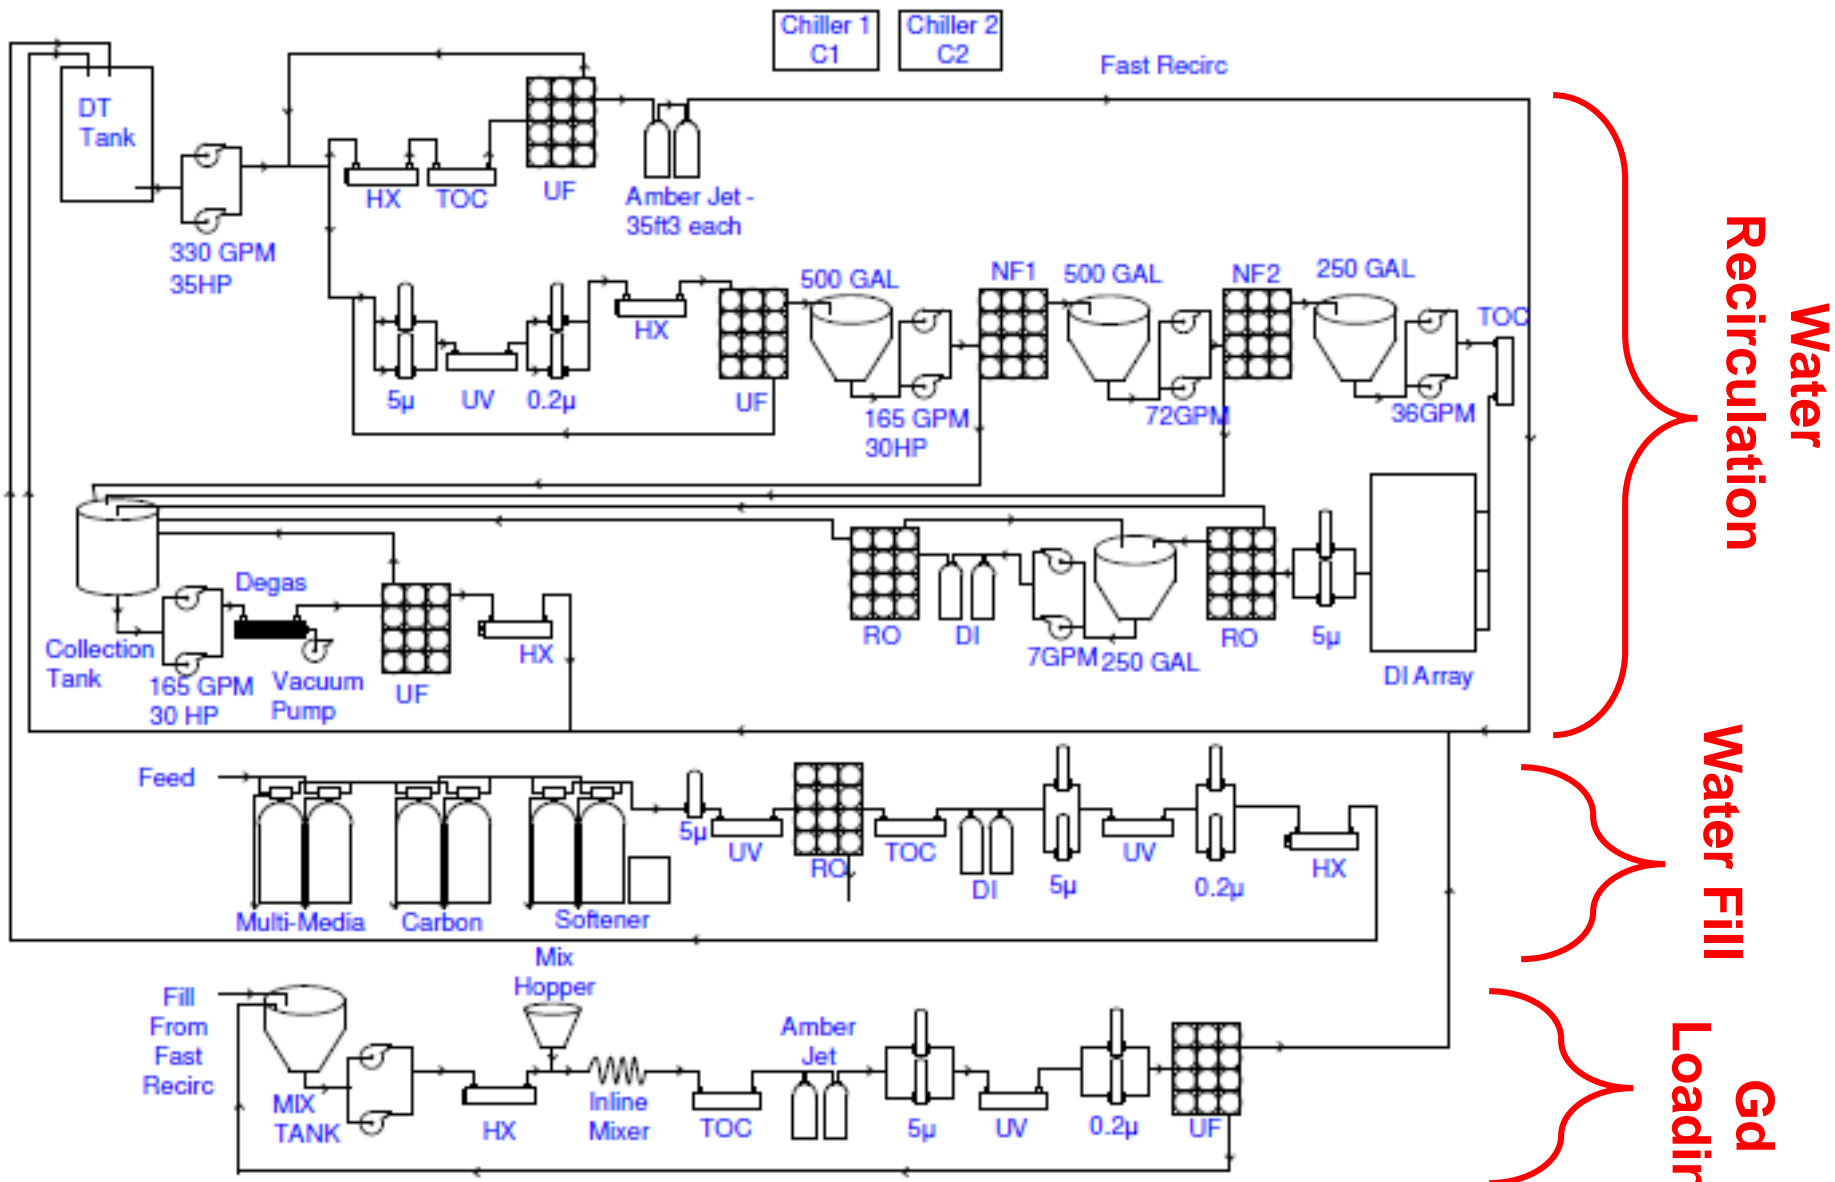 Chiller 1
C1
Chiller 2
C2
Fast Recirc
DT
Tank
HX
TOC
UF
Amber Jet -
35ft3 each
330 GPM
35HP
5µ
UV
0.2µ
HX
UF
500 GAL
165 GPM
30HP
NF1
500 GAL
72GPM
NF2
250 GAL
36GPM
TOC
Water
Recirculation
Collection
Tank
165 GPM
30 HP
Degas
Vacuum
Pump
UF
HX
RO
DI
7GPM
250 GAL
RO
5µ
DI Array
Feed
Multi-Media
Carbon
Softener
5µ
UV
RO
TOC
DI
5µ
UV
0.2µ
HX
Water Fill
Fill
From
Fast
Recirc
MIX
TANK
HX
Mix
Hopper
Inline
Mixer
TOC
Amber
Jet
5µ
UV
0.2µ
UF
Gd
Loadin